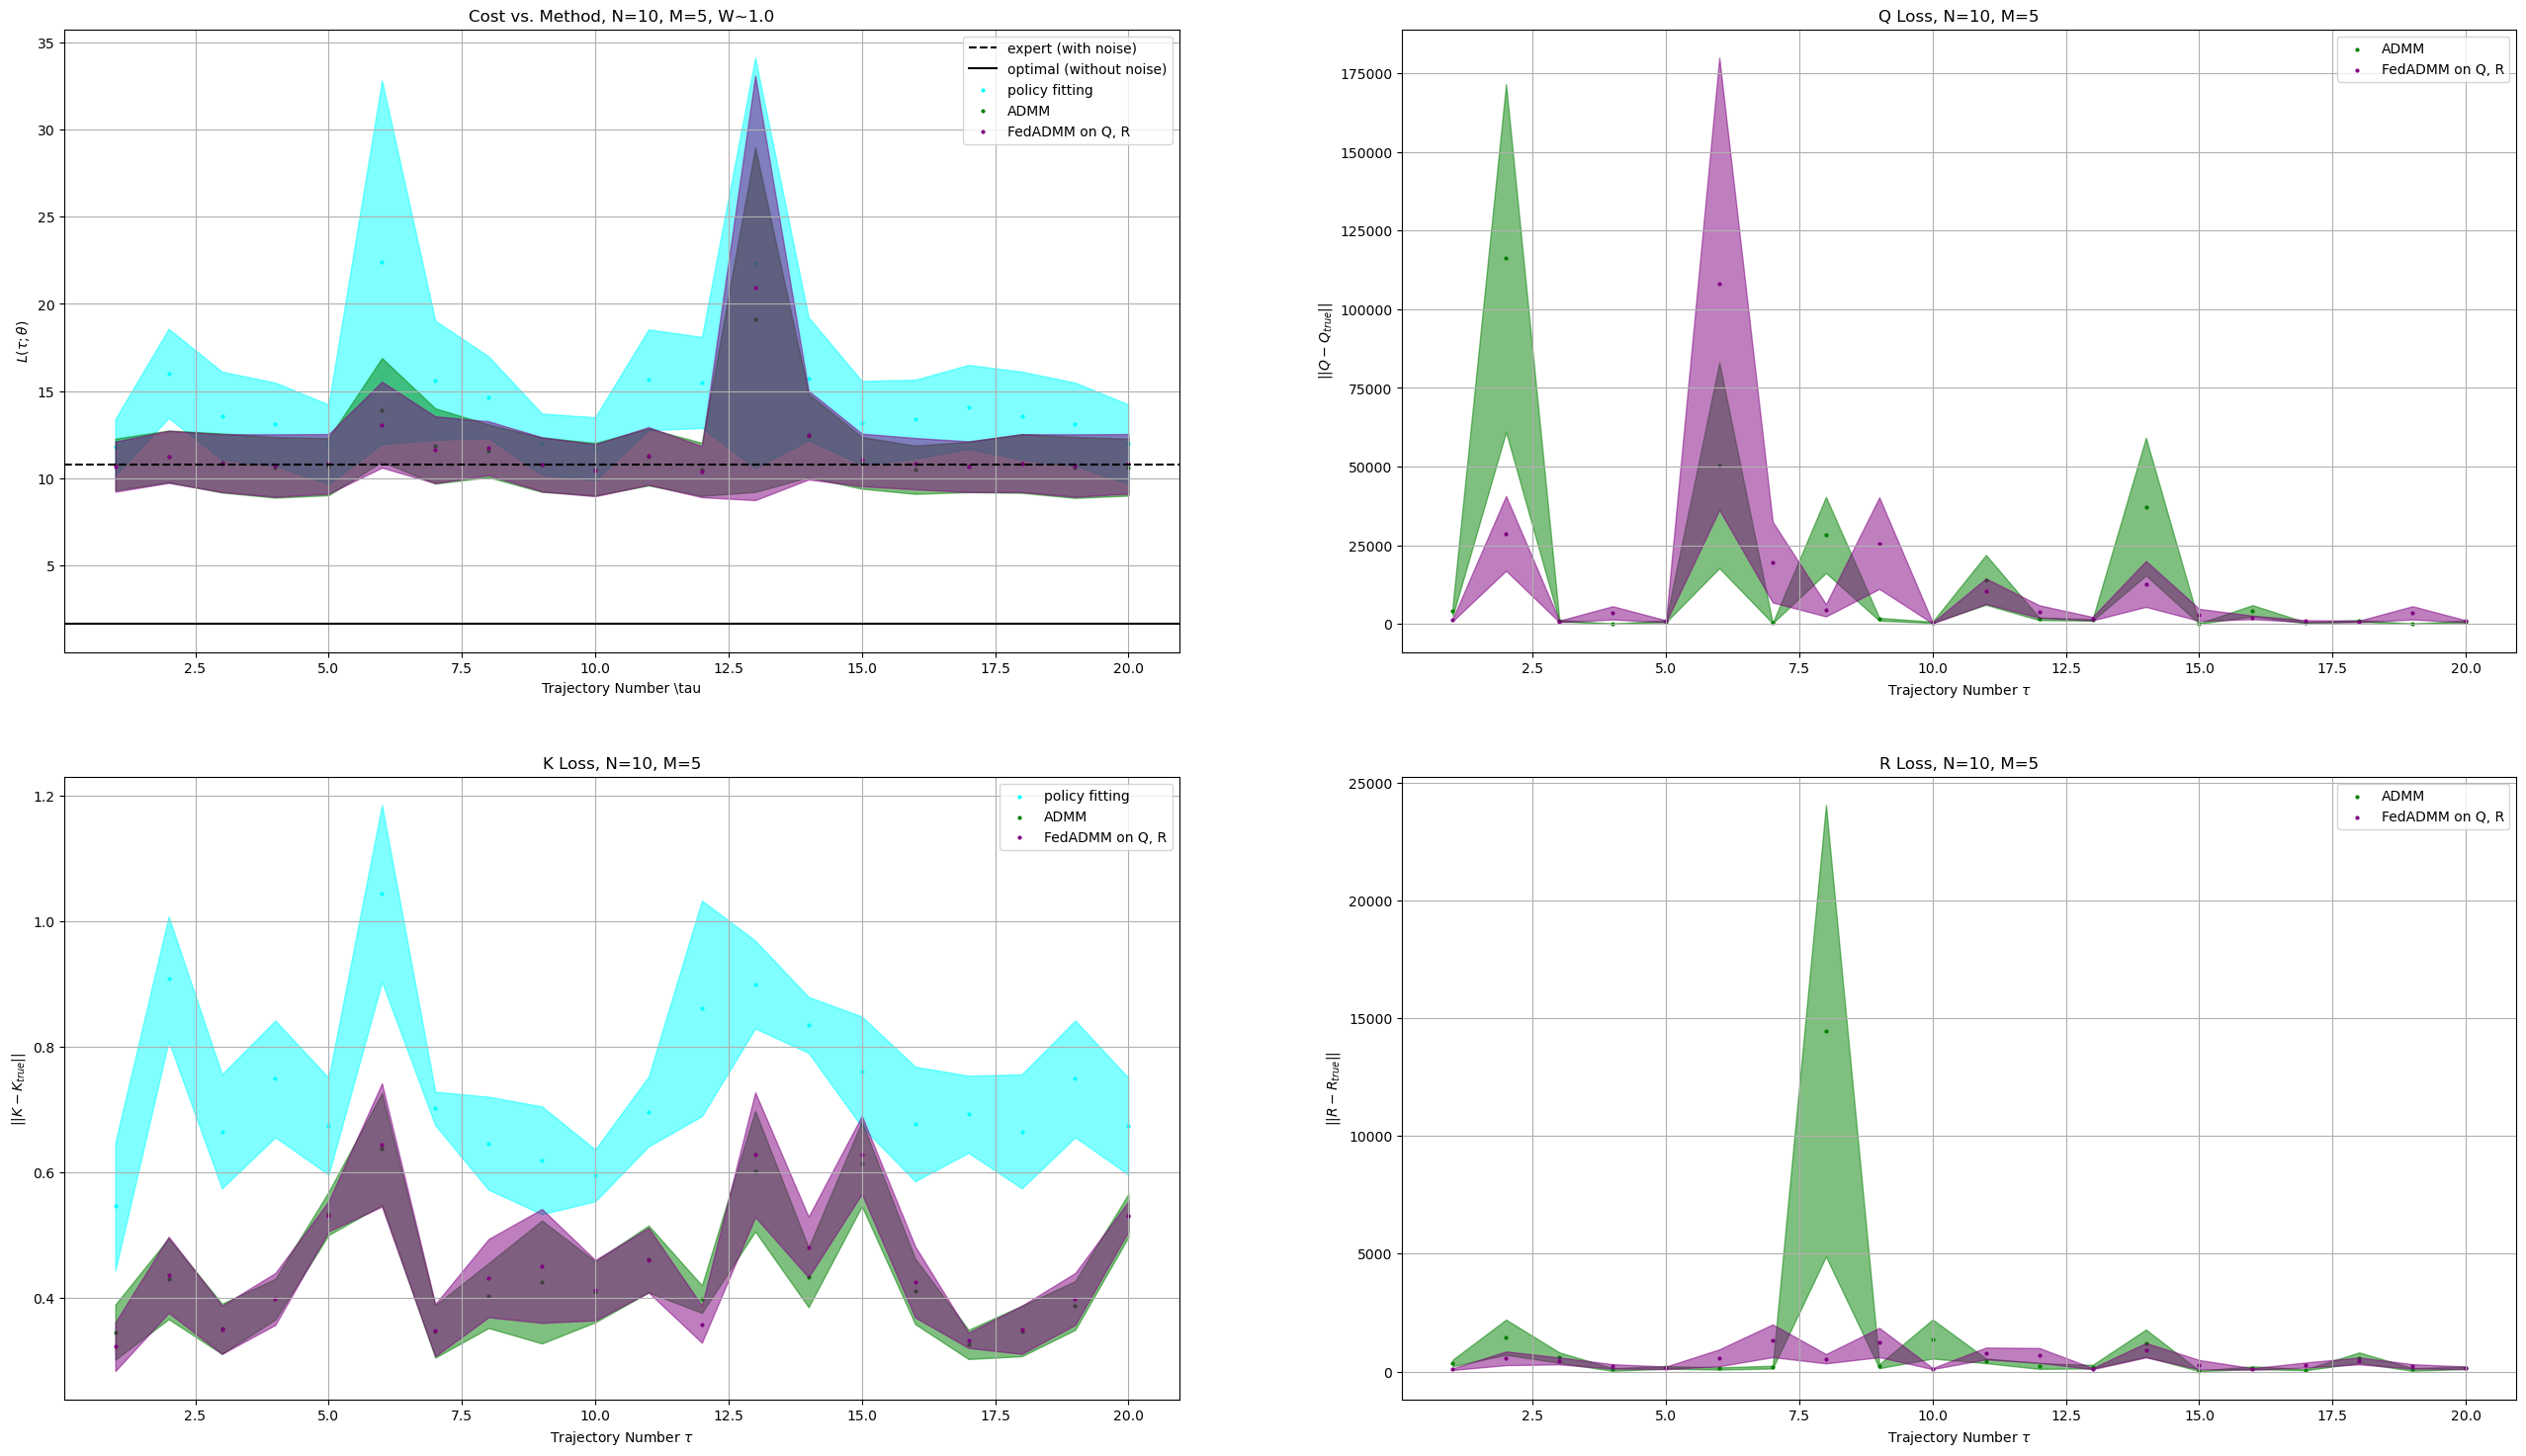 Cost vs. Method, N=10, M=5, W~1.0
35
30
25
20
15
10
5
L(τ; θ)
expert (with noise)
optimal (without noise)
policy fitting
ADMM
FedADMM on Q, R
2.5 5.0 7.5 10.0 12.5 15.0 17.5 20.0
Trajectory Number \tau
Q Loss, N=10, M=5
175000
150000
125000
100000
75000
50000
25000
0
||Q − Q_true||
ADMM
FedADMM on Q, R
2.5 5.0 7.5 10.0 12.5 15.0 17.5 20.0
Trajectory Number τ
K Loss, N=10, M=5
1.2
1.0
0.8
0.6
0.4
||K − K_true||
policy fitting
ADMM
FedADMM on Q, R
2.5 5.0 7.5 10.0 12.5 15.0 17.5 20.0
Trajectory Number τ
R Loss, N=10, M=5
25000
20000
15000
10000
5000
0
||R − R_true||
ADMM
FedADMM on Q, R
2.5 5.0 7.5 10.0 12.5 15.0 17.5 20.0
Trajectory Number τ